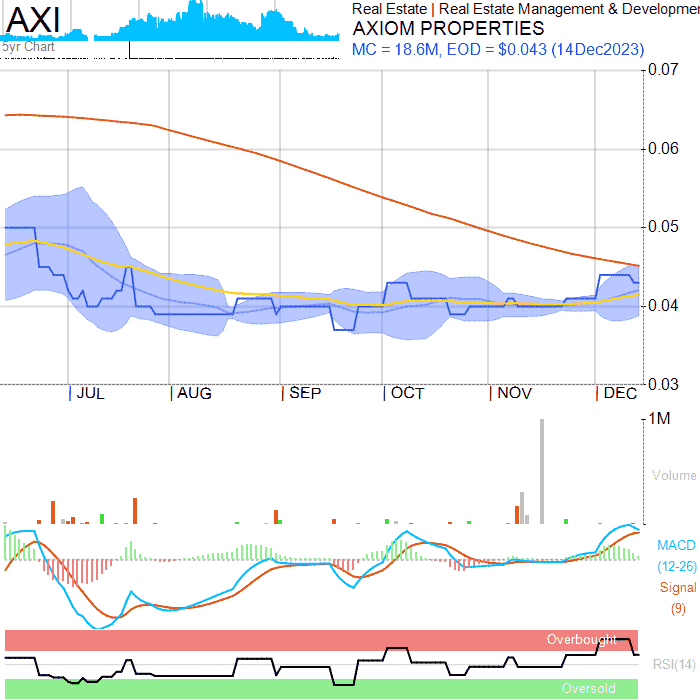 AXI
Real Estate | Real Estate Management & Developmen
AXIOM PROPERTIES
MC = 18.6M, EOD = $0.043 (14Dec2023)
5yr Chart
0.07
0.06
0.05
0.04
0.03
| JUL | AUG | SEP | OCT | NOV | DEC
1M
Volume
MACD
(12-26)
Signal
(9)
Overbought
RSI(14)
Oversold